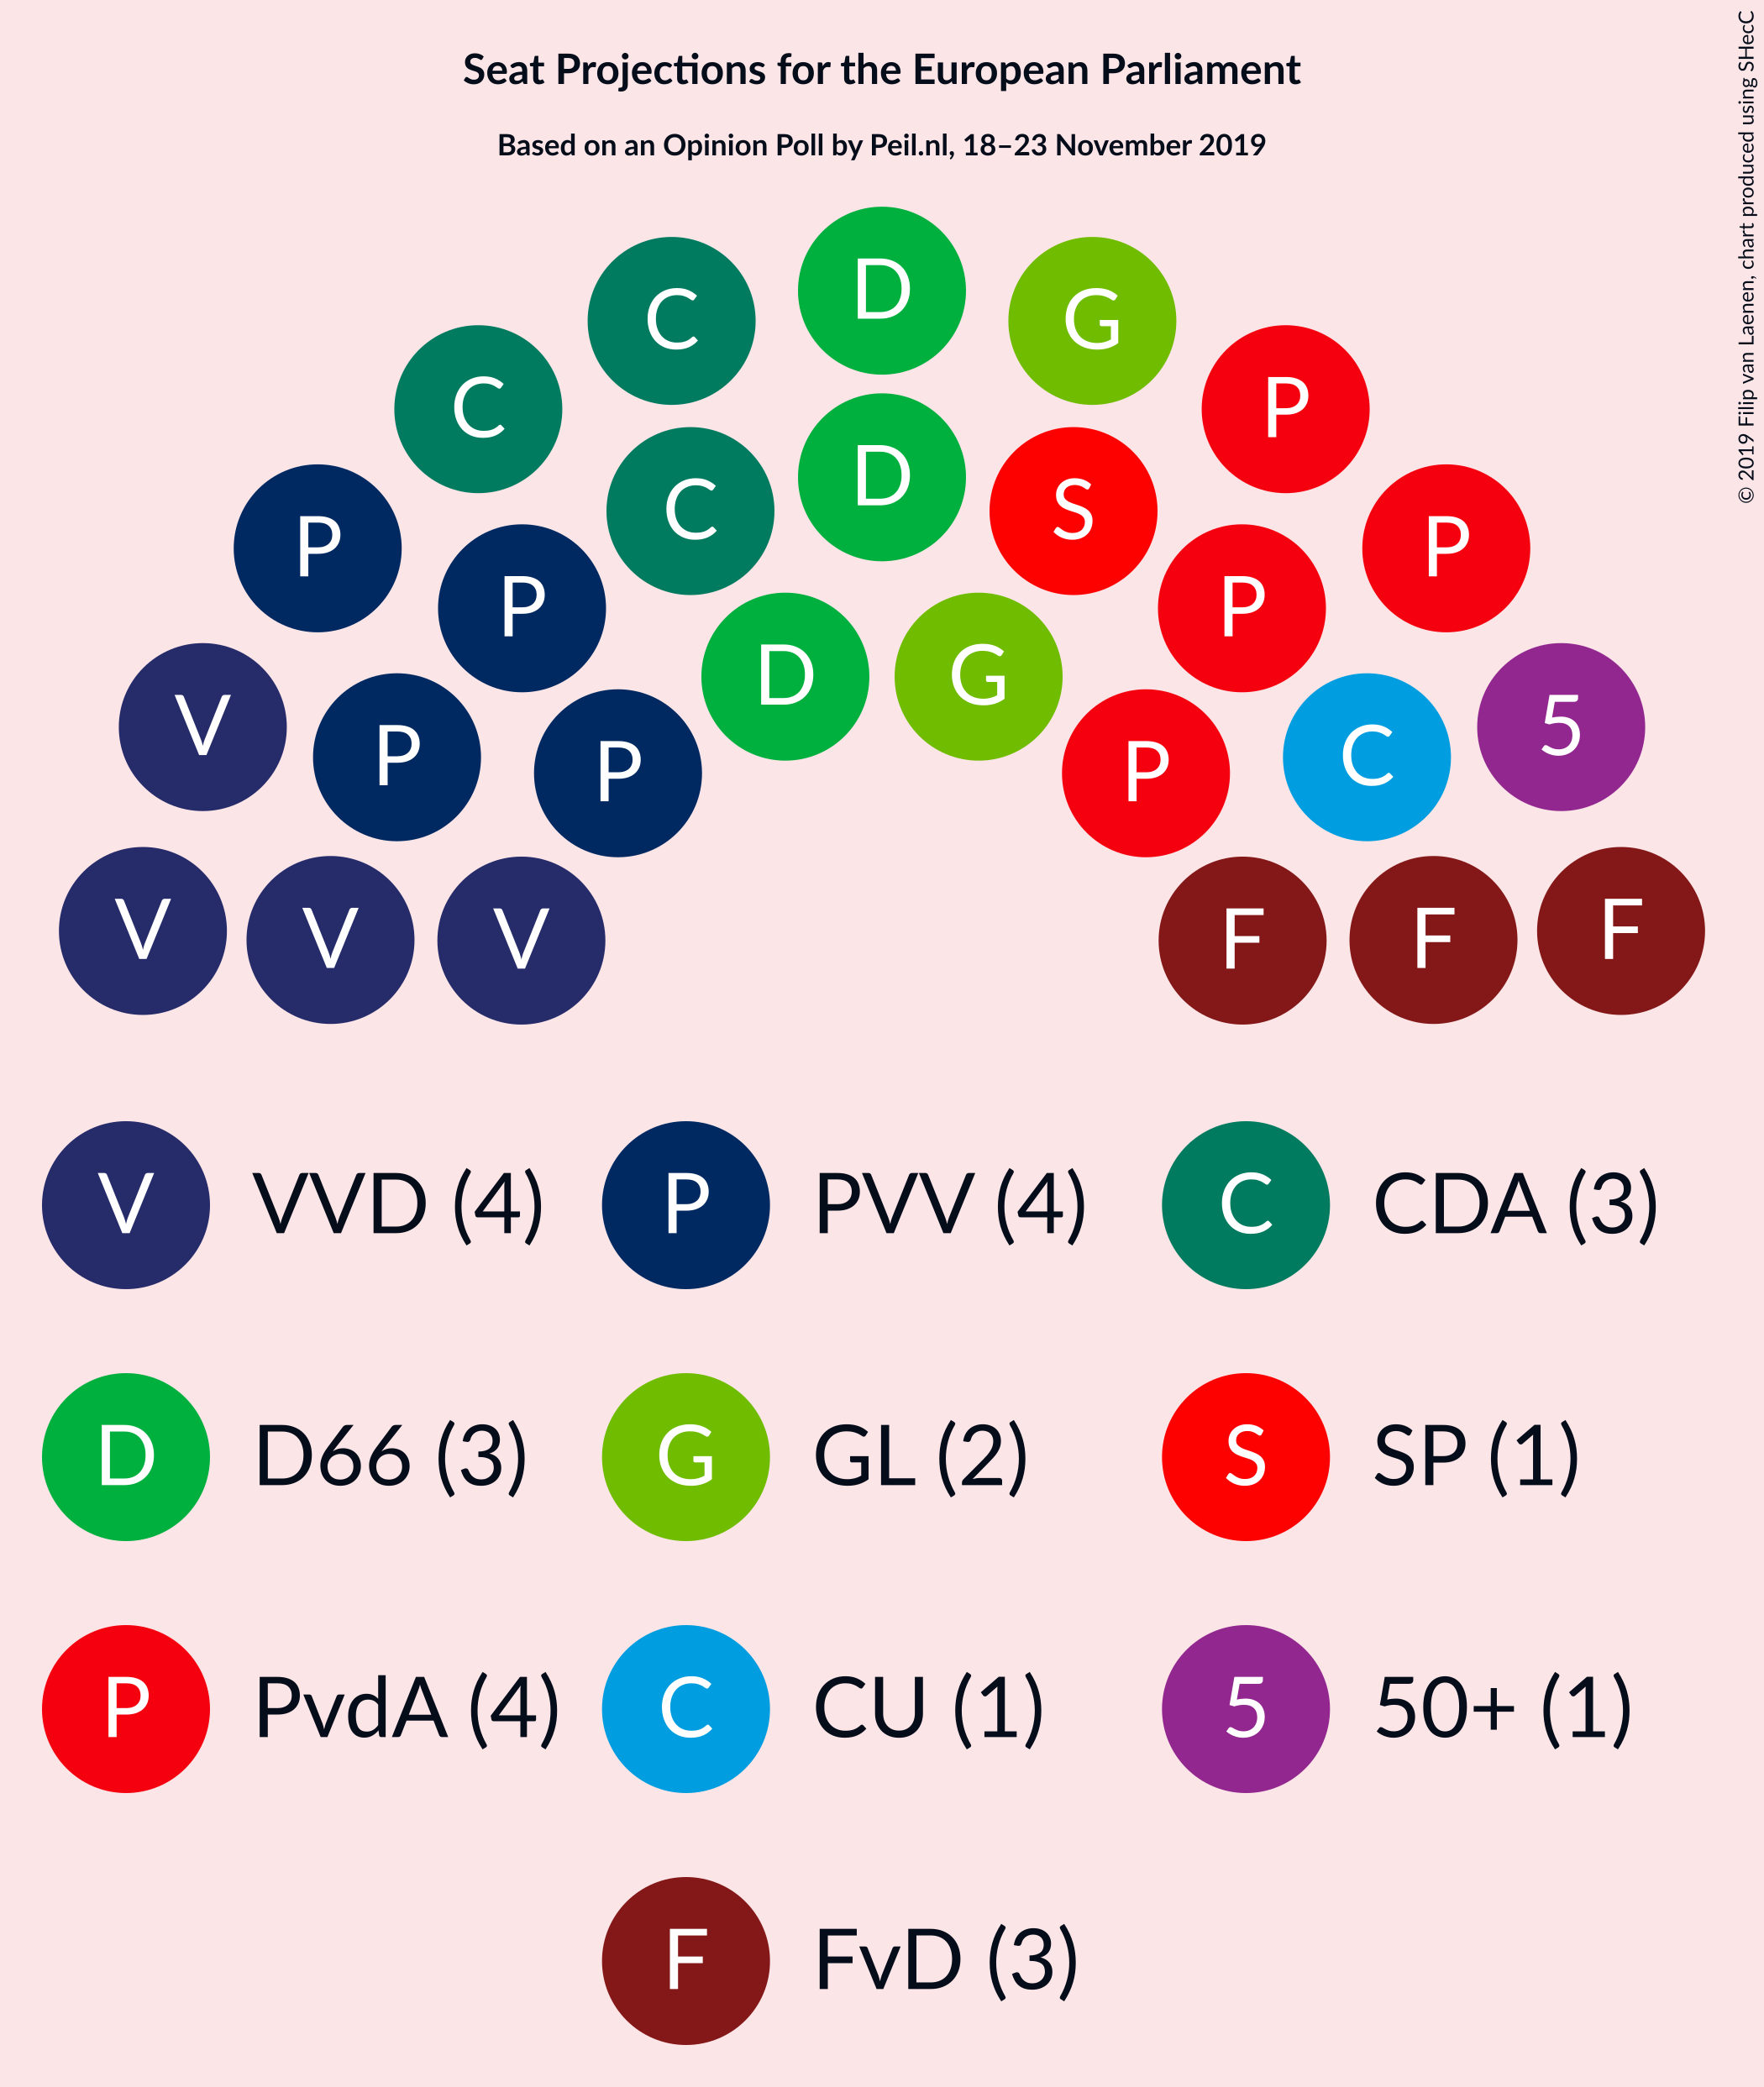 Seat Projections for the European Parliament
Based on an Opinion Poll by Peil.nl, 18–23 November 2019
© 2019 Filip van Laenen, chart produced using SHecC
D
C G
C P
D
C S
P P
P P
D G
V 5
P C
P P
V F
V F
V F
V VVD (4) P PVV (4) C CDA (3)
D D66 (3) G GL (2) S SP (1)
P PvdA (4) C CU (1) 5 50+ (1)
F FvD (3)